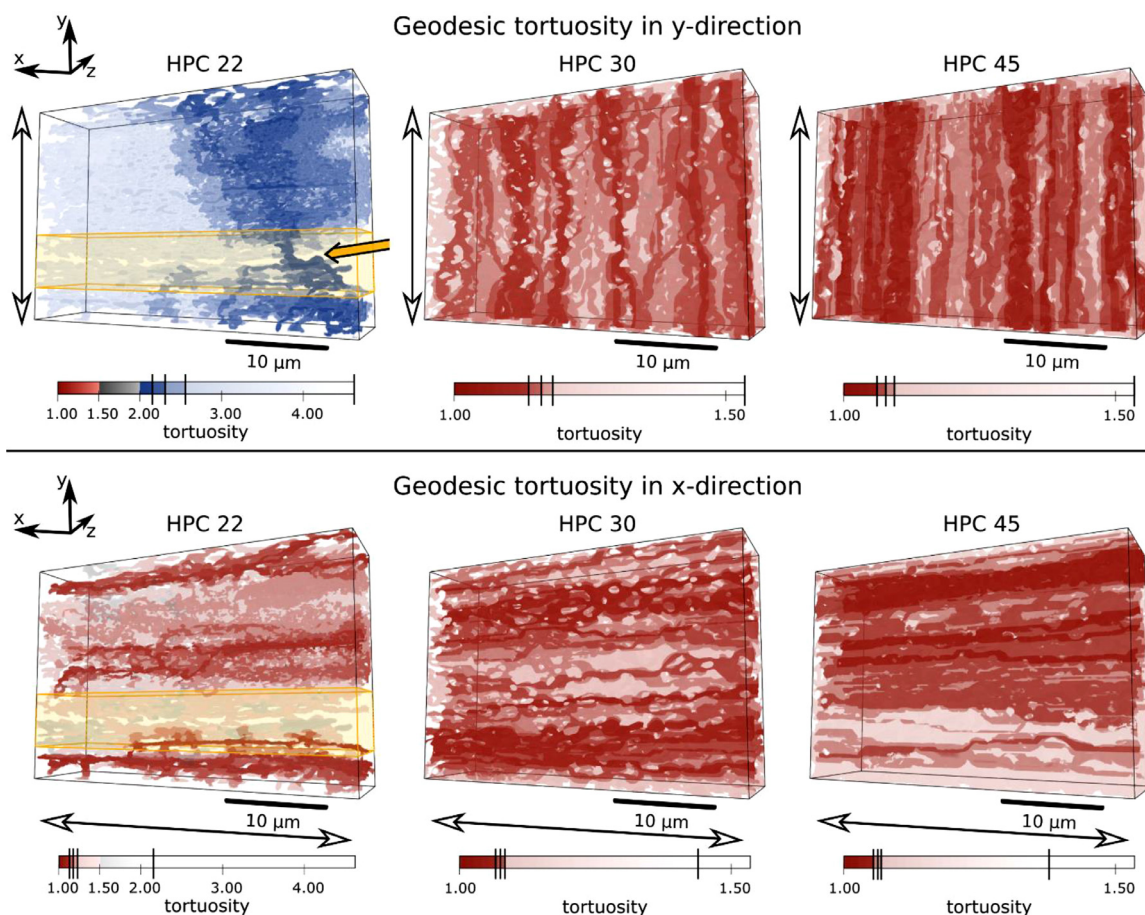 Geodesic tortuosity in y-direction
y
x
z
HPC 22 HPC 30 HPC 45
10 µm 10 µm 10 µm
1.00 1.50 2.00 3.00 4.00 1.00 1.50 1.00 1.50
tortuosity tortuosity tortuosity
Geodesic tortuosity in x-direction
y
x
z
HPC 22 HPC 30 HPC 45
10 µm 10 µm 10 µm
1.00 1.50 2.00 3.00 4.00 1.00 1.50 1.00 1.50
tortuosity tortuosity tortuosity